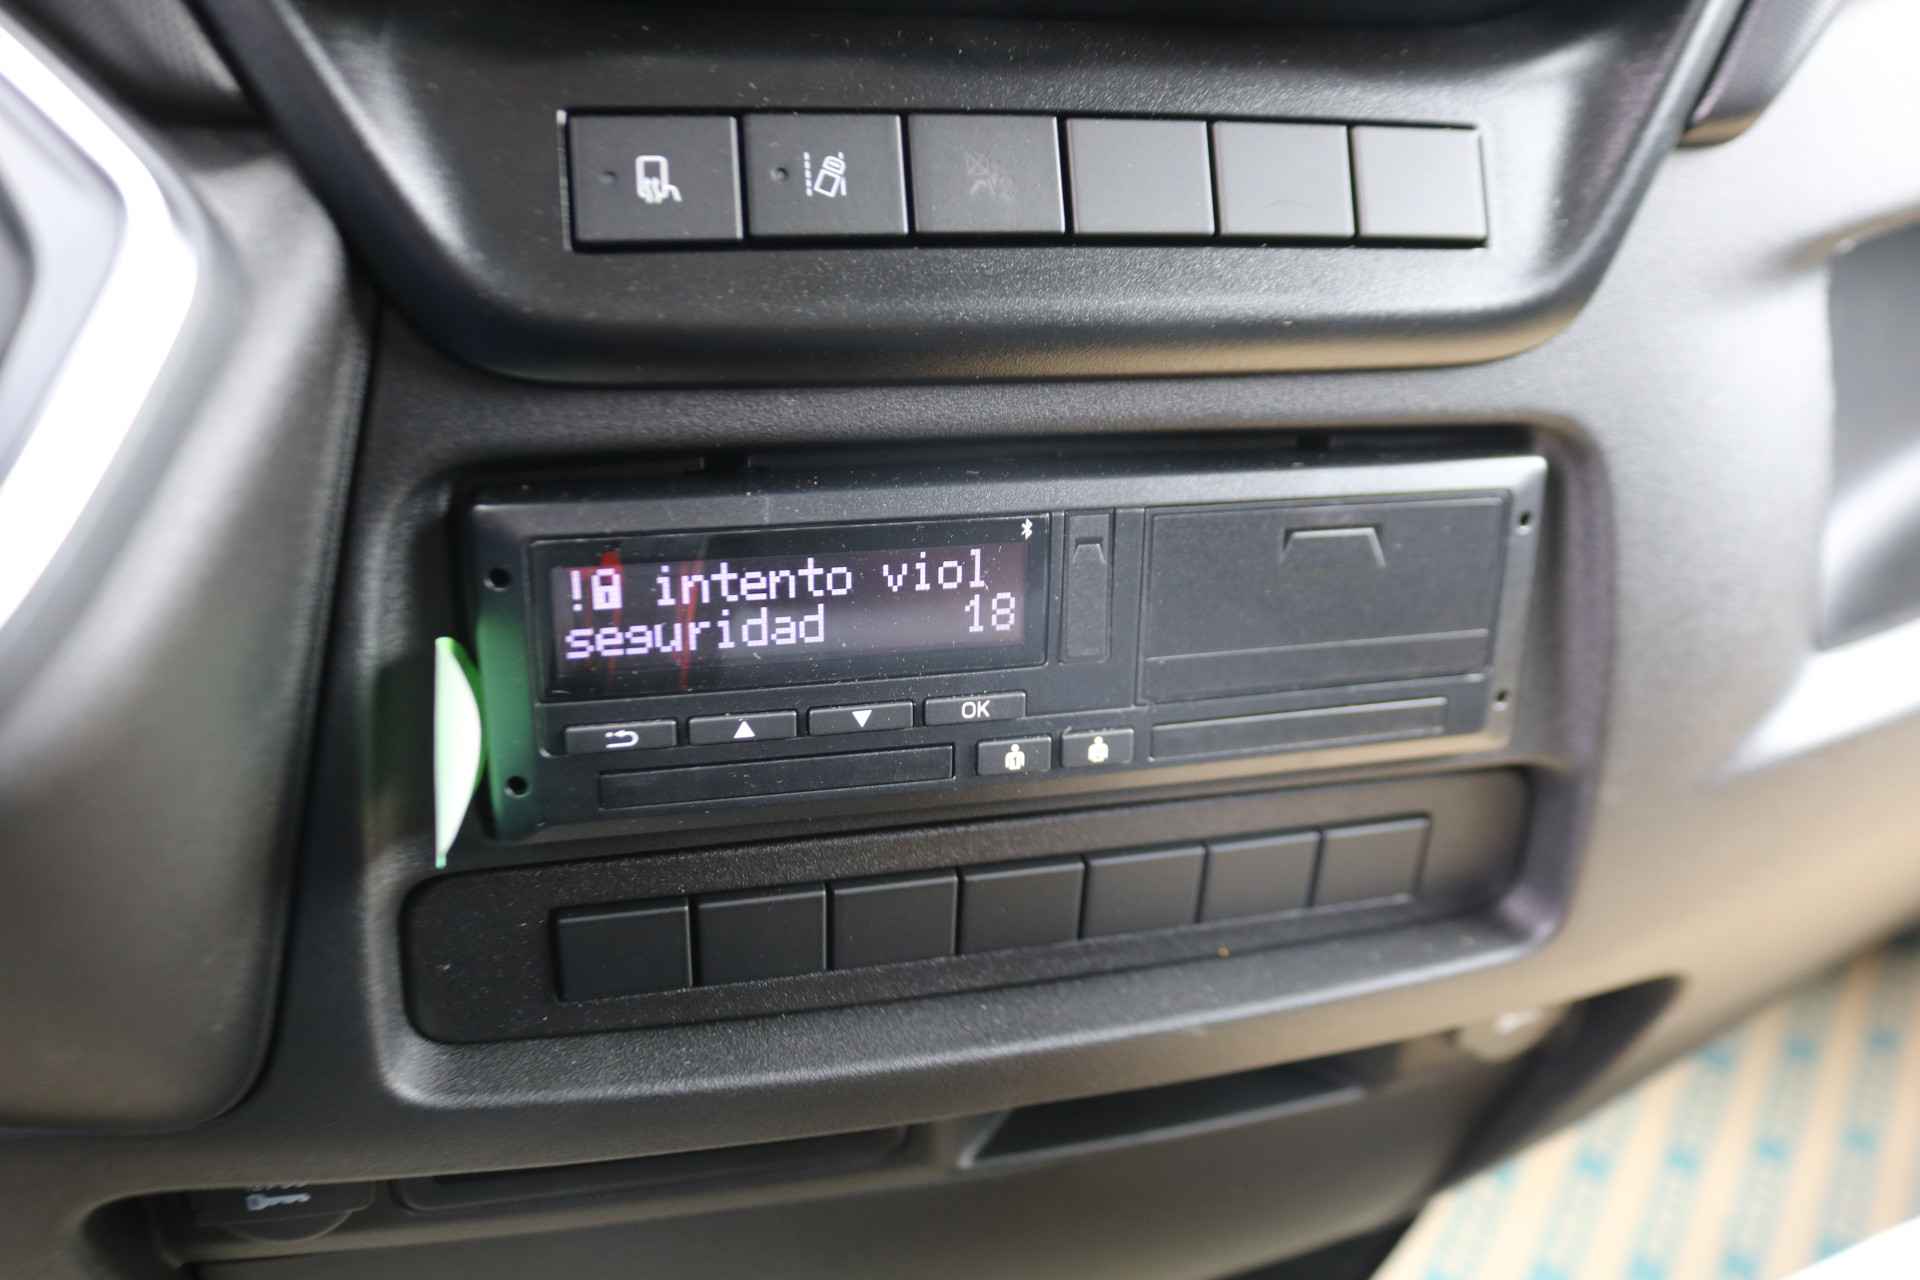 ! intento viol
seguridad 18
OK